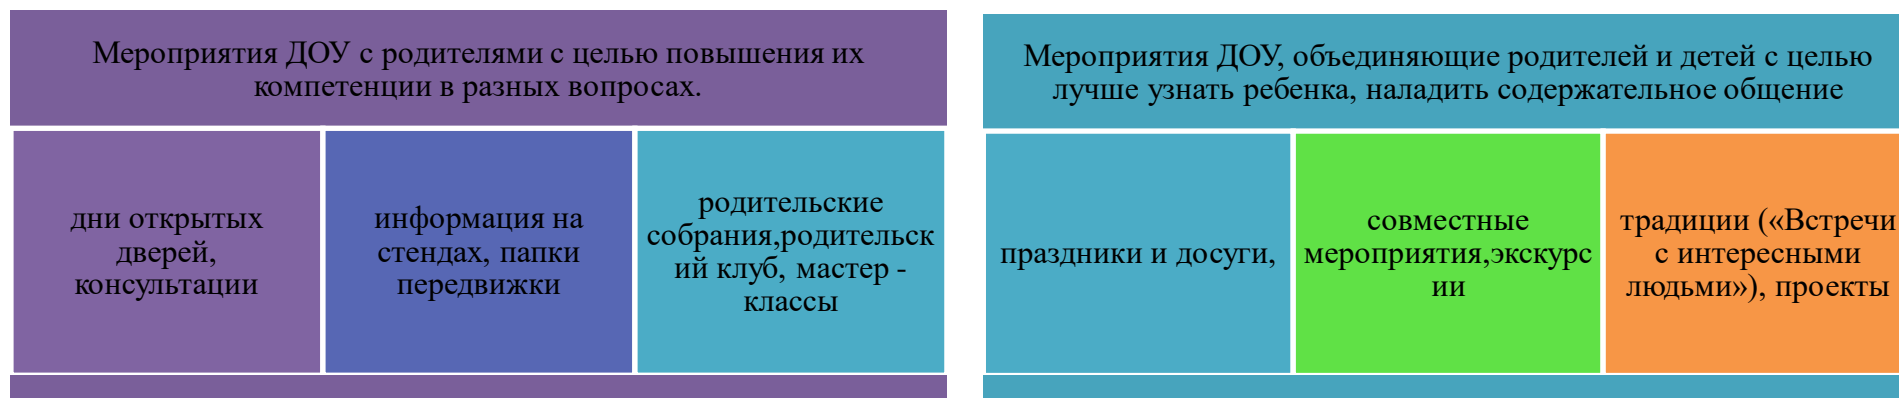 Мероприятия ДОУ с родителями с целью повышения их
компетенции в разных вопросах.
дни открытых
дверей,
консультации
информация на
стендах, папки
передвижки
родительские
собрания,родительск
ий клуб, мастер -
классы
Мероприятия ДОУ, объединяющие родителей и детей с целью
лучше узнать ребенка, наладить содержательное общение
праздники и досуги,
совместные
мероприятия,экскурс
ии
традиции («Встречи
с интересными
людьми»), проекты